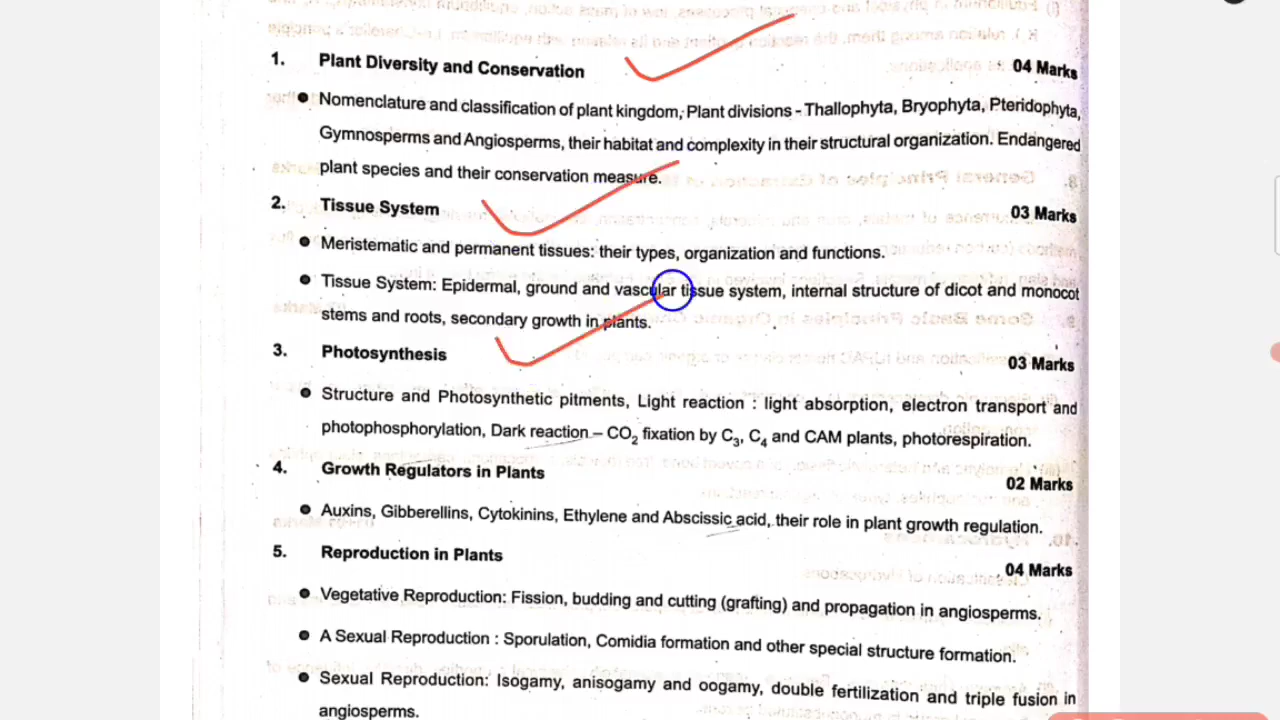 1. Plant Diversity and Conservation 04 Marks
● Nomenclature and classification of plant kingdom, Plant divisions - Thallophyta, Bryophyta, Pteridophyta,
Gymnosperms and Angiosperms, their habitat and complexity in their structural organization. Endangered
plant species and their conservation measure.
2. Tissue System 03 Marks
● Meristematic and permanent tissues: their types, organization and functions.
● Tissue System: Epidermal, ground and vascular tissue system, internal structure of dicot and monocot
stems and roots, secondary growth in plants.
3. Photosynthesis 03 Marks
● Structure and Photosynthetic pitments, Light reaction : light absorption, electron transport and
photophosphorylation, Dark reaction – CO₂ fixation by C₃, C₄ and CAM plants, photorespiration.
4. Growth Regulators in Plants 02 Marks
● Auxins, Gibberellins, Cytokinins, Ethylene and Abscissic acid, their role in plant growth regulation.
5. Reproduction in Plants 04 Marks
● Vegetative Reproduction: Fission, budding and cutting (grafting) and propagation in angiosperms.
● A Sexual Reproduction : Sporulation, Comidia formation and other special structure formation.
● Sexual Reproduction: Isogamy, anisogamy and oogamy, double fertilization and triple fusion in
angiosperms.